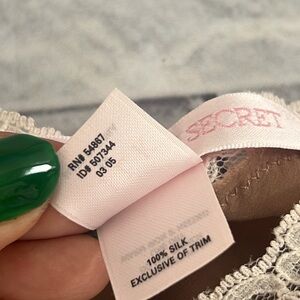 SECRET
RN# 54867
ID# 507344
03 05
100% SILK
EXCLUSIVE OF TRIM